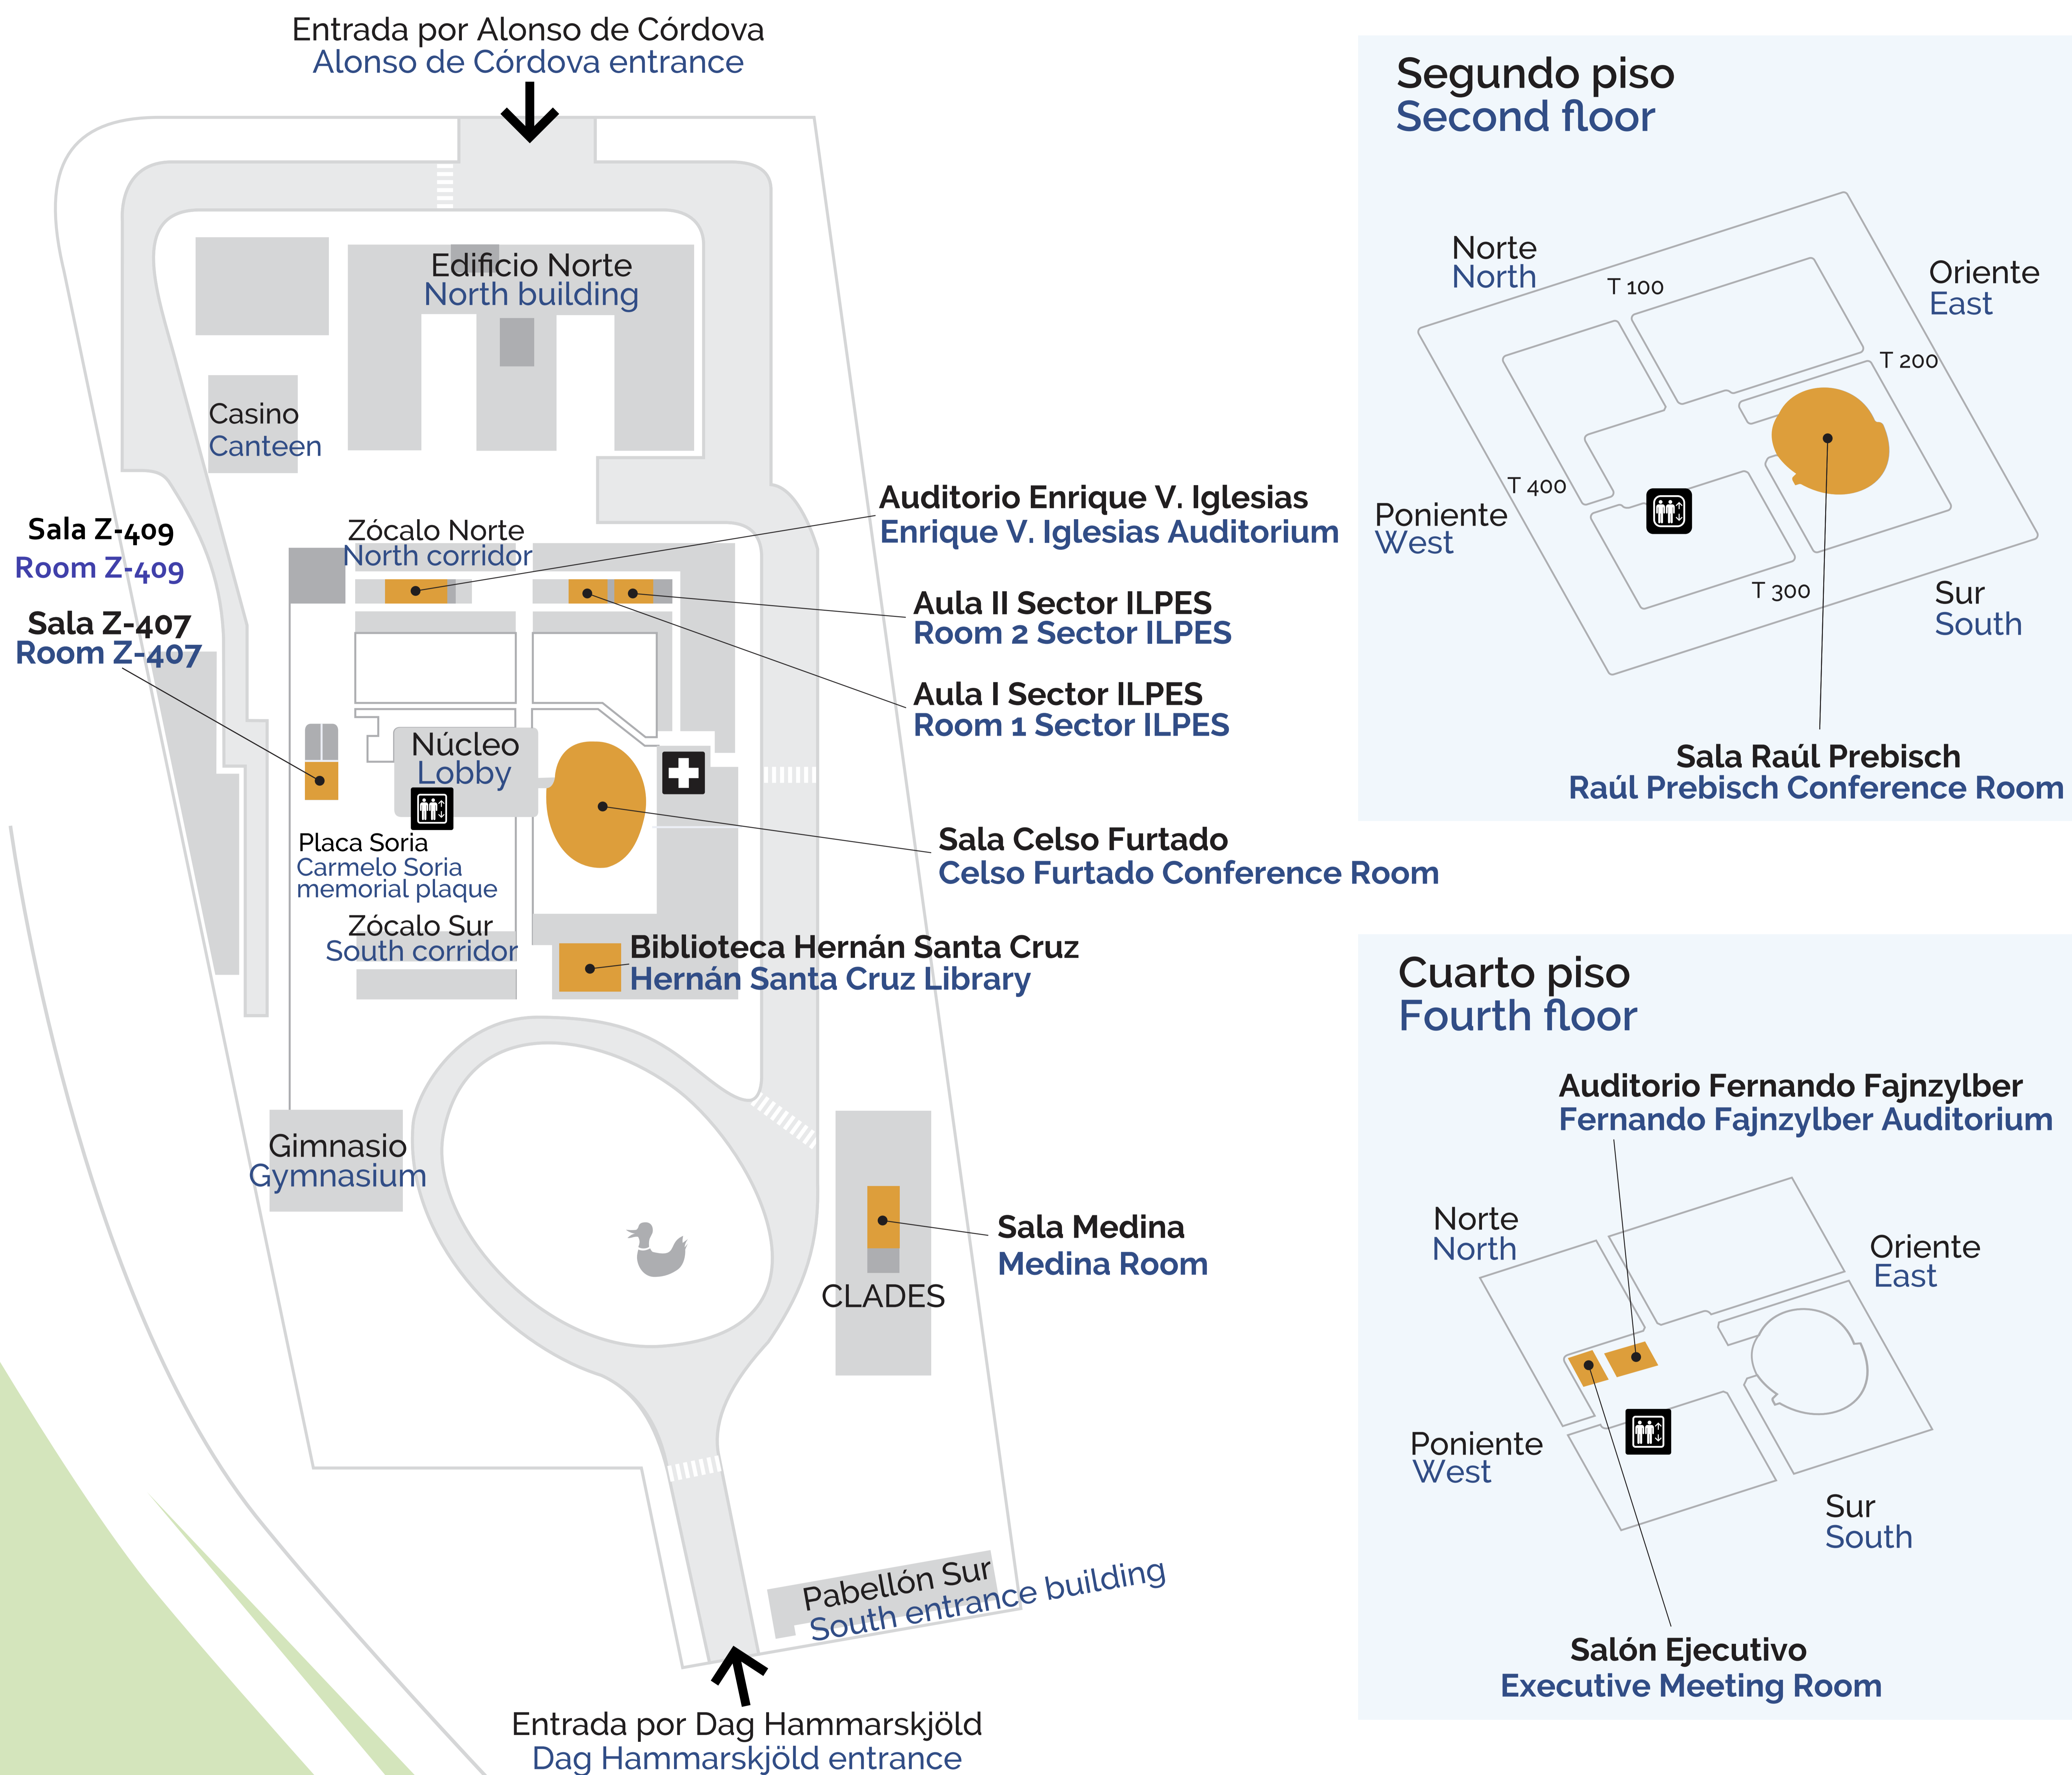 Entrada por Alonso de Córdova
Alonso de Córdova entrance
Edificio Norte
North building
Casino
Canteen
Sala Z-409
Room Z-409
Sala Z-407
Room Z-407
Zócalo Norte
North corridor
Auditorio Enrique V. Iglesias
Enrique V. Iglesias Auditorium
Aula II Sector ILPES
Room 2 Sector ILPES
Aula I Sector ILPES
Room 1 Sector ILPES
Núcleo
Lobby
Placa Soria
Carmelo Soria
memorial plaque
Sala Celso Furtado
Celso Furtado Conference Room
Zócalo Sur
South corridor
Biblioteca Hernán Santa Cruz
Hernán Santa Cruz Library
Gimnasio
Gymnasium
Sala Medina
Medina Room
CLADES
Pabellón Sur
South entrance building
Entrada por Dag Hammarskjöld
Dag Hammarskjöld entrance
Segundo piso
Second floor
Norte
North
T 100
Oriente
East
T 200
T 400
Poniente
West
T 300
Sur
South
Sala Raúl Prebisch
Raúl Prebisch Conference Room
Cuarto piso
Fourth floor
Auditorio Fernando Fajnzylber
Fernando Fajnzylber Auditorium
Norte
North
Oriente
East
Poniente
West
Sur
South
Salón Ejecutivo
Executive Meeting Room